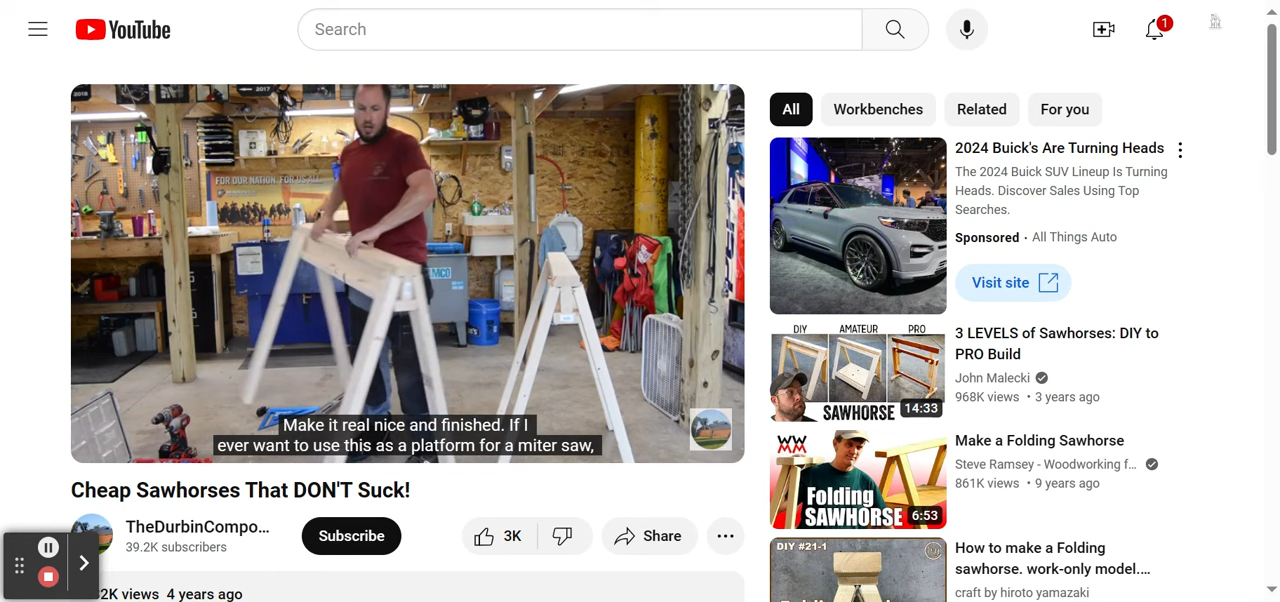 YouTube
Search
1
2017
2018
FOR OUR NATION. FOR US ALL
Make it real nice and finished. If I
ever want to use this as a platform for a miter saw,
Cheap Sawhorses That DON'T Suck!
TheDurbinCompo...
39.2K subscribers
Subscribe
3K
Share
2K views 4 years ago
All
Workbenches
Related
For you
2024 Buick's Are Turning Heads
The 2024 Buick SUV Lineup Is Turning
Heads. Discover Sales Using Top
Searches.
Sponsored · All Things Auto
Visit site
DIY AMATEUR PRO
SAWHORSE
14:33
3 LEVELS of Sawhorses: DIY to
PRO Build
John Malecki
968K views • 3 years ago
WW
MM
Folding
SAWHORSE
6:53
Make a Folding Sawhorse
Steve Ramsey - Woodworking f...
861K views • 9 years ago
DIY #21-1
How to make a Folding
sawhorse. work-only model....
craft by hiroto yamazaki